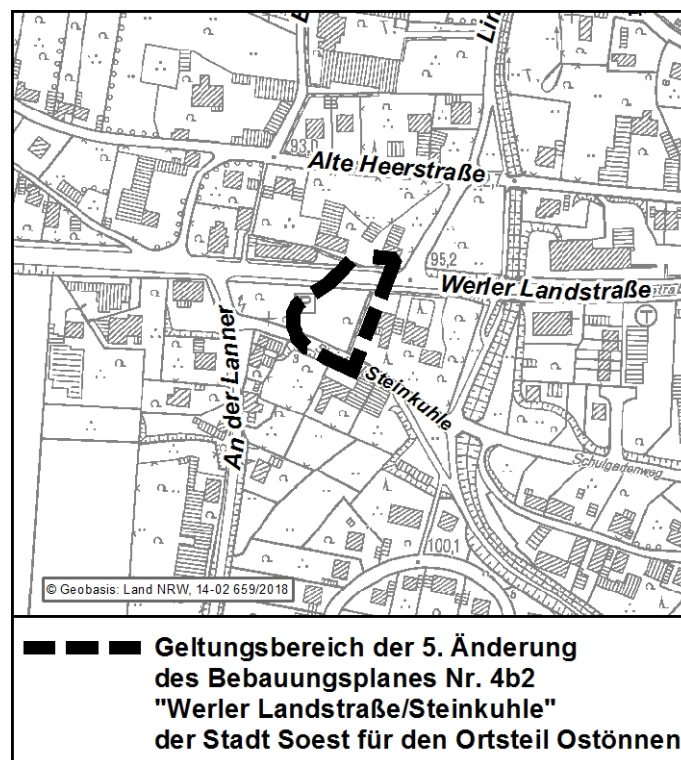 Lin
93,0
Alte Heerstraße
95,2
Werler Landstraße
An der Lanner
Steinkuhle
Schulgartenweg
100,1
© Geobasis: Land NRW, 14-02 659/2018
Geltungsbereich der 5. Änderung
des Bebauungsplanes Nr. 4b2
"Werler Landstraße/Steinkuhle"
der Stadt Soest für den Ortsteil Ostönnen